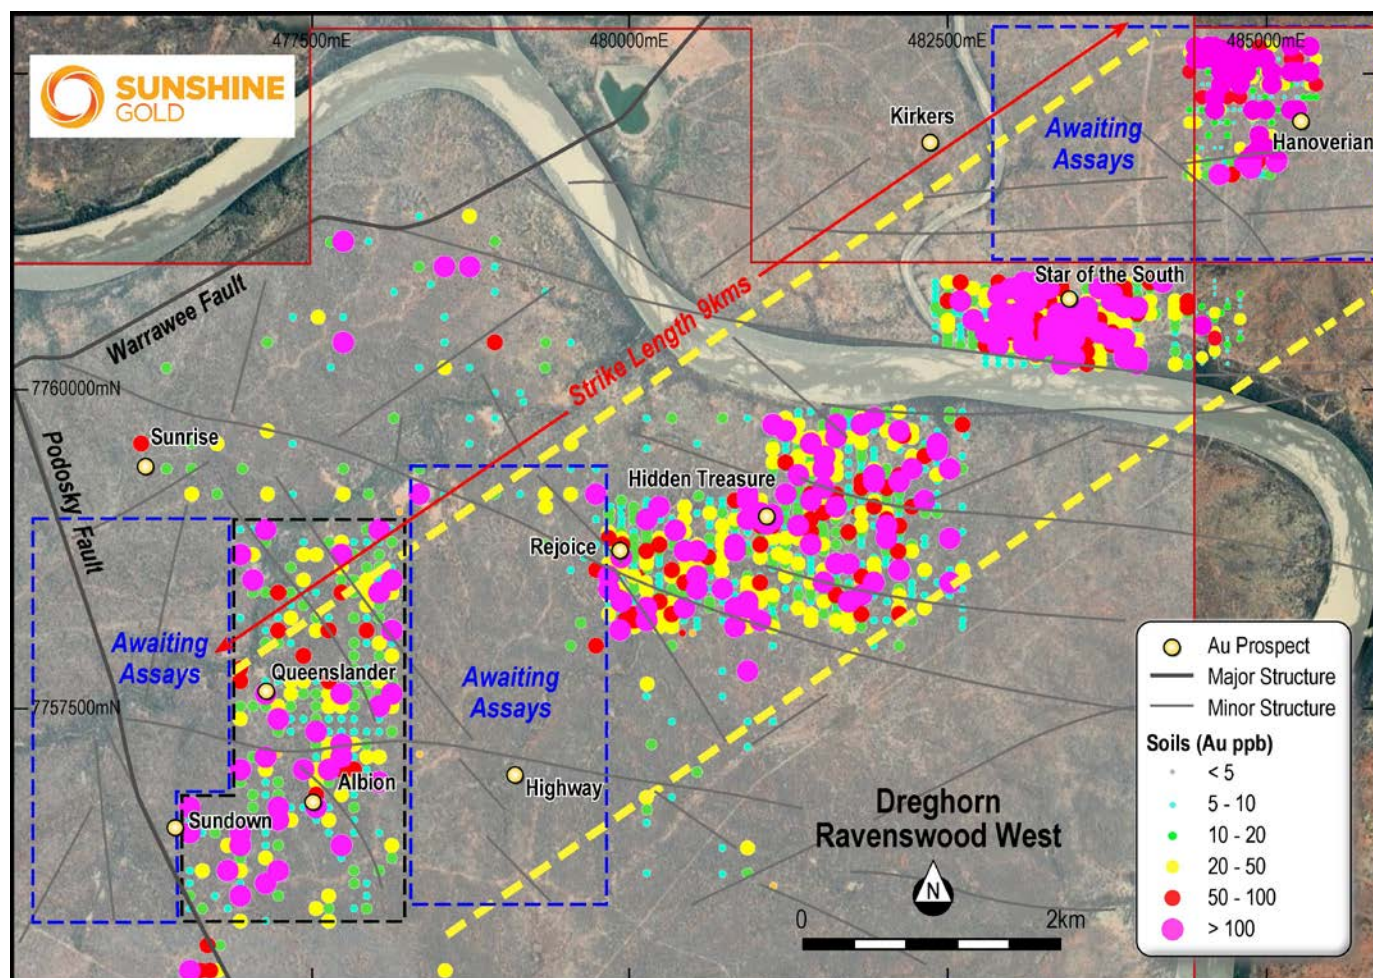 477500mE
480000mE
482500mE
485000mE
SUNSHINE
GOLD
Kirkers
Awaiting
Assays
Hanoverian
Star of the South
Warrawee Fault
Strike Length 9kms
7760000mN
Podosky Fault
Sunrise
Hidden Treasure
Rejoice
Awaiting
Assays
Queenslander
Awaiting
Assays
7757500mN
Albion
Highway
Sundown
Dreghorn
Ravenswood West
N
0
2km
Au Prospect
Major Structure
Minor Structure
Soils (Au ppb)
< 5
5 - 10
10 - 20
20 - 50
50 - 100
> 100